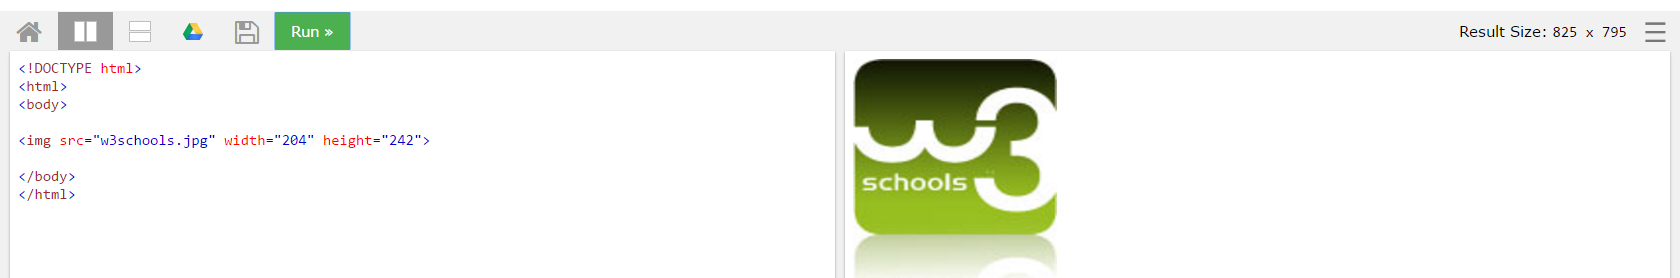 Run »
Result Size: 825 x 795
<!DOCTYPE html>
<html>
<body>
<img src="w3schools.jpg" width="204" height="242">
</body>
</html>
w3
schools